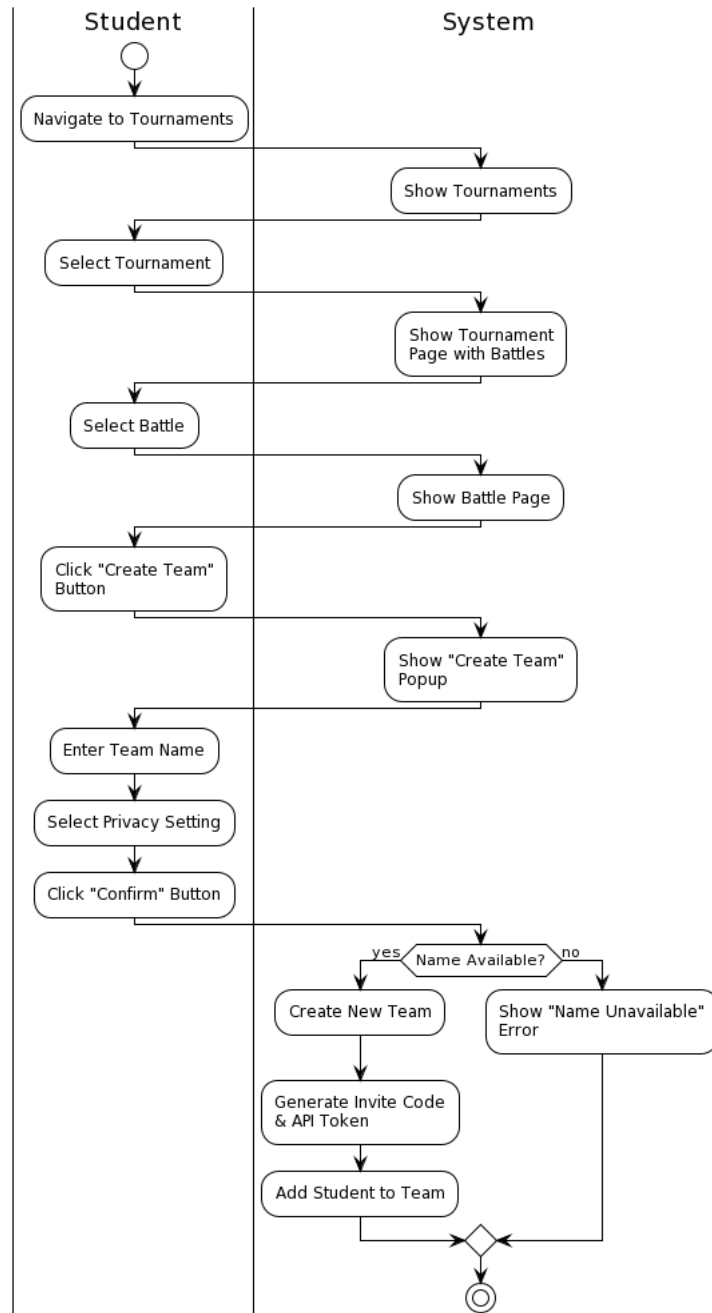 Student
System
Navigate to Tournaments
Show Tournaments
Select Tournament
Show Tournament
Page with Battles
Select Battle
Show Battle Page
Click "Create Team"
Button
Show "Create Team"
Popup
Enter Team Name
Select Privacy Setting
Click "Confirm" Button
yes
Name Available?
no
Create New Team
Show "Name Unavailable"
Error
Generate Invite Code
& API Token
Add Student to Team